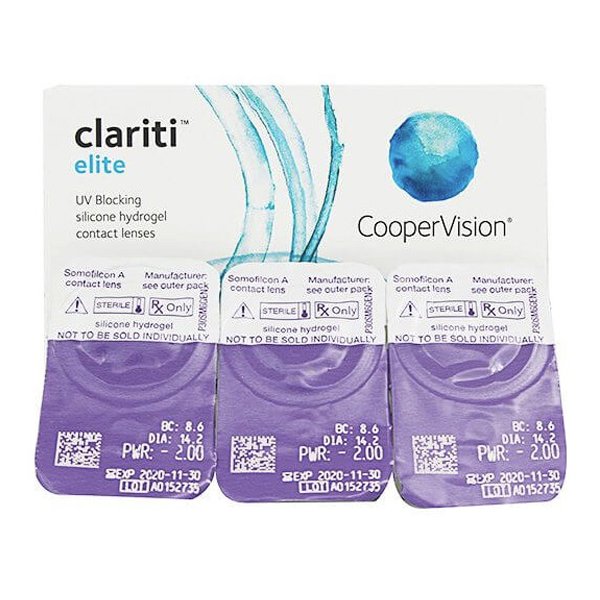 clariti™
elite
UV Blocking
silicone hydrogel
contact lenses
CooperVision®
Somofilcon A
contact lens
Manufacturer:
see outer pack
STERILE
Rx Only
silicone hydrogel
NOT TO BE SOLD INDIVIDUALLY
BC: 8.6
DIA: 14.2
PWR: - 2.00
EXP 2020-11-30
LOT A0152735
Somofilcon A
contact lens
Manufacturer:
see outer pack
STERILE
Rx Only
silicone hydrogel
NOT TO BE SOLD INDIVIDUALLY
BC: 8.6
DIA: 14.2
PWR: - 2.00
EXP 2020-11-30
LOT A0152735
Somofilcon A
contact lens
Manufacturer:
see outer pack
STERILE
Rx Only
silicone hydrogel
NOT TO BE SOLD INDIVIDUALLY
BC: 8.6
DIA: 14.2
PWR: - 2.00
EXP 2020-11-30
LOT A0152735